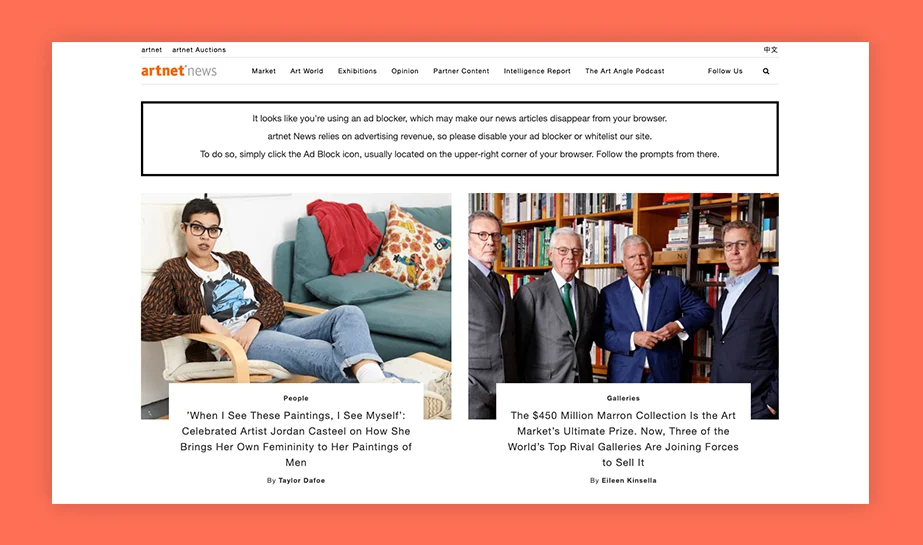 artnet artnet Auctions 中文
artnet®news Market Art World Exhibitions Opinion Partner Content Intelligence Report The Art Angle Podcast Follow Us
It looks like you're using an ad blocker, which may make our news articles disappear from your browser.
artnet News relies on advertising revenue, so please disable your ad blocker or whitelist our site.
To do so, simply click the Ad Block icon, usually located on the upper-right corner of your browser. Follow the prompts from there.
People
'When I See These Paintings, I See Myself':
Celebrated Artist Jordan Casteel on How She
Brings Her Own Femininity to Her Paintings of
Men
By Taylor Dafoe
Galleries
The $450 Million Marron Collection Is the Art
Market's Ultimate Prize. Now, Three of the
World's Top Rival Galleries Are Joining Forces
to Sell It
By Eileen Kinsella